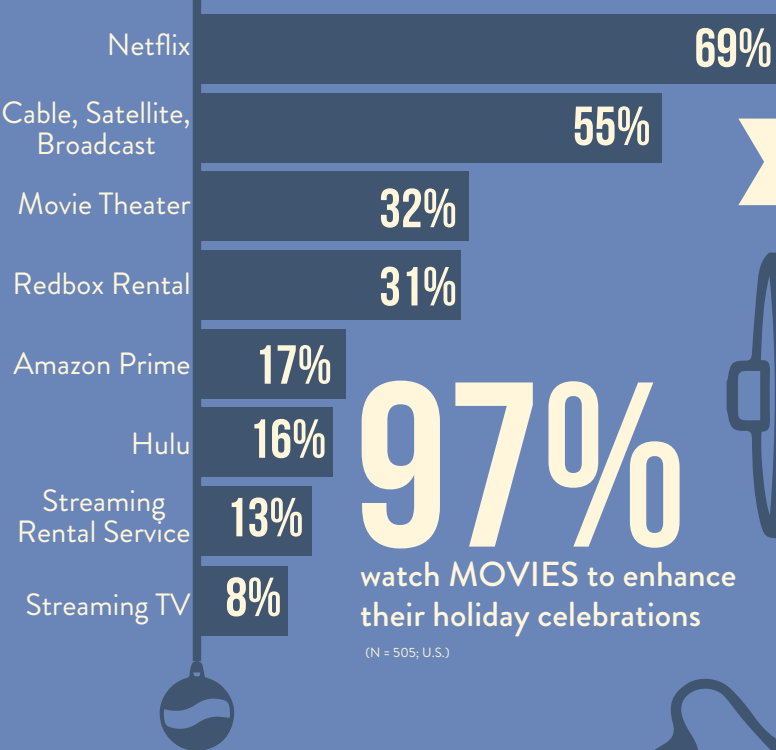 Netflix
69%
Cable, Satellite,
Broadcast
55%
Movie Theater
32%
Redbox Rental
31%
Amazon Prime
17%
Hulu
16%
Streaming
Rental Service
13%
Streaming TV
8%
97%
watch MOVIES to enhance
their holiday celebrations
(N = 505; U.S.)